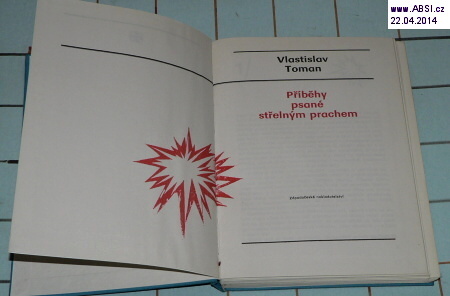 www.ABSI.cz
22.04.2014
Vlastislav
Toman
Příběhy
psané
střelným prachem